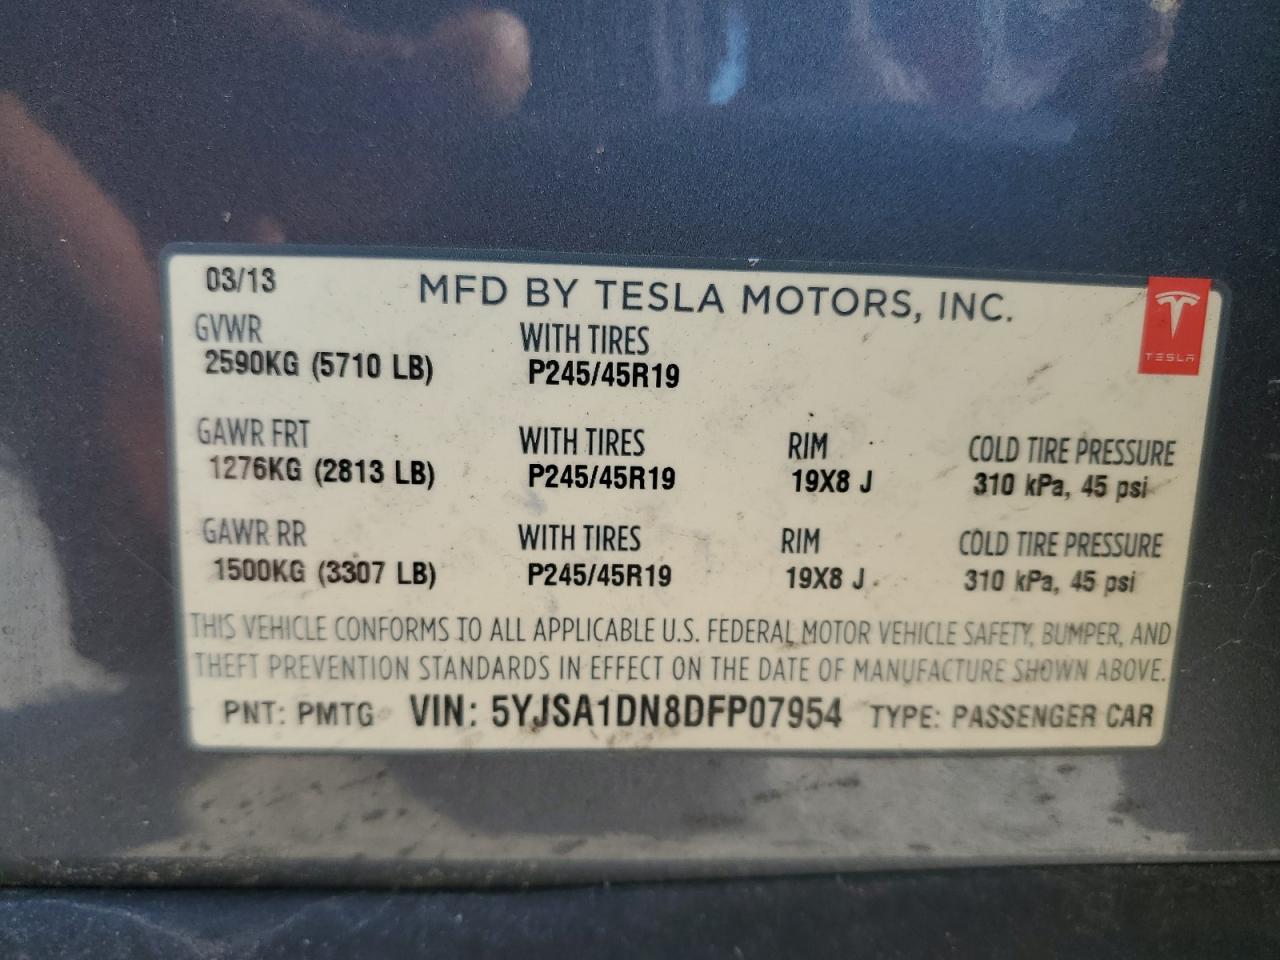 03/13 MFD BY TESLA MOTORS, INC.
TESLA
GVWR WITH TIRES
2590KG (5710 LB) P245/45R19
GAWR FRT WITH TIRES RIM COLD TIRE PRESSURE
1276KG (2813 LB) P245/45R19 19X8 J 310 kPa, 45 psi
GAWR RR WITH TIRES RIM COLD TIRE PRESSURE
1500KG (3307 LB) P245/45R19 19X8 J 310 kPa, 45 psi
THIS VEHICLE CONFORMS TO ALL APPLICABLE U.S. FEDERAL MOTOR VEHICLE SAFETY, BUMPER, AND
THEFT PREVENTION STANDARDS IN EFFECT ON THE DATE OF MANUFACTURE SHOWN ABOVE.
PNT: PMTG VIN: 5YJSA1DN8DFP07954 TYPE: PASSENGER CAR